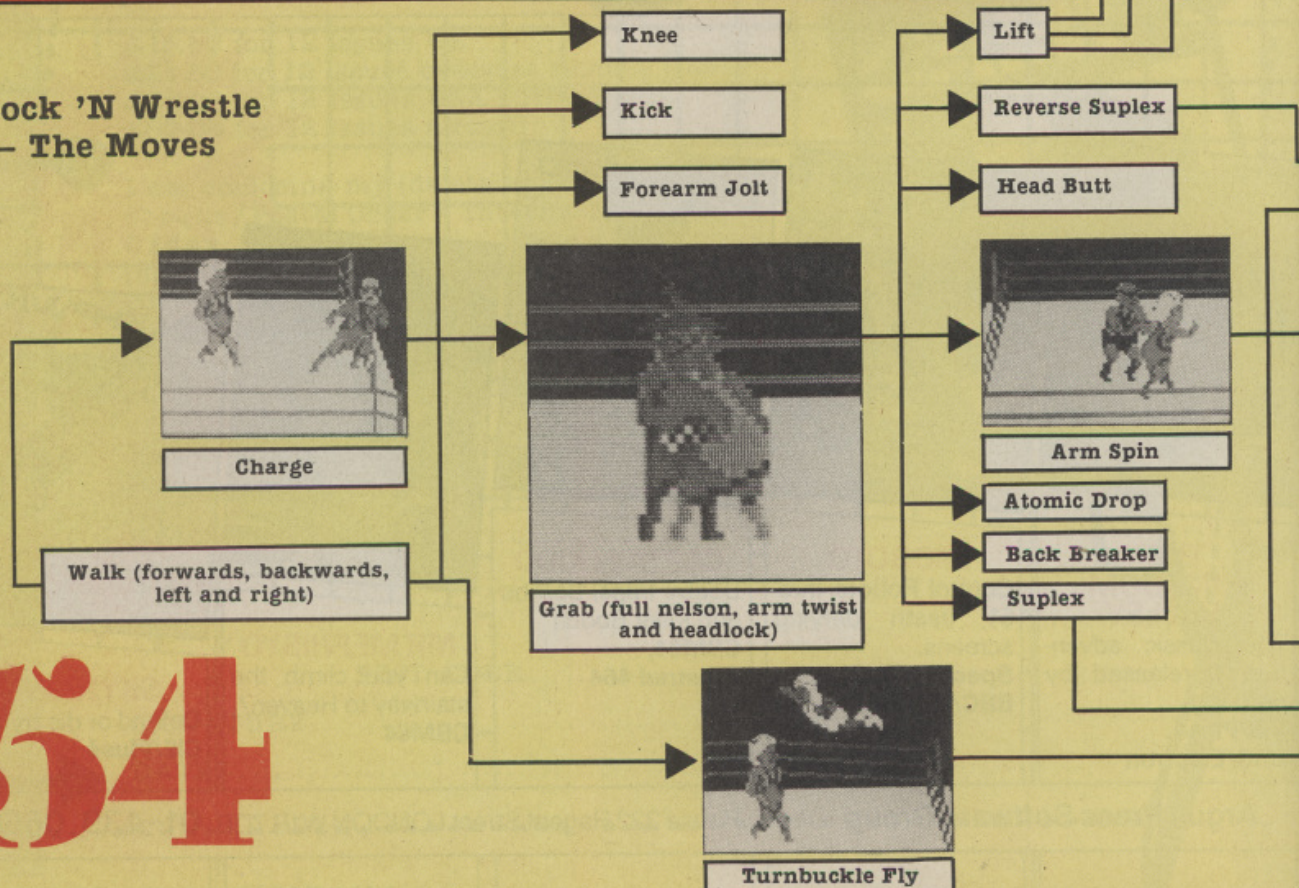 ock 'N Wrestle
– The Moves
Knee
Kick
Forearm Jolt
Lift
Reverse Suplex
Head Butt
Charge
Arm Spin
Atomic Drop
Back Breaker
Suplex
Walk (forwards, backwards,
left and right)
Grab (full nelson, arm twist
and headlock)
54
Turnbuckle Fly